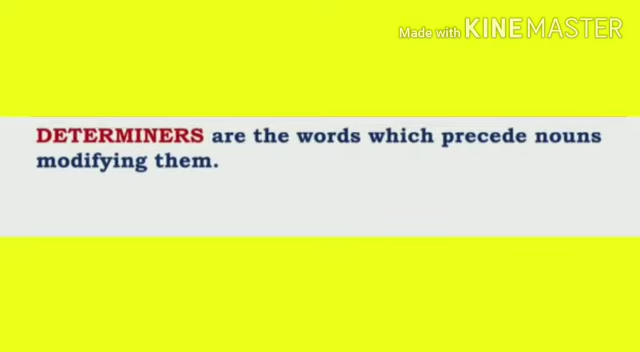 Made with KINEMASTER
DETERMINERS are the words which precede nouns
modifying them.